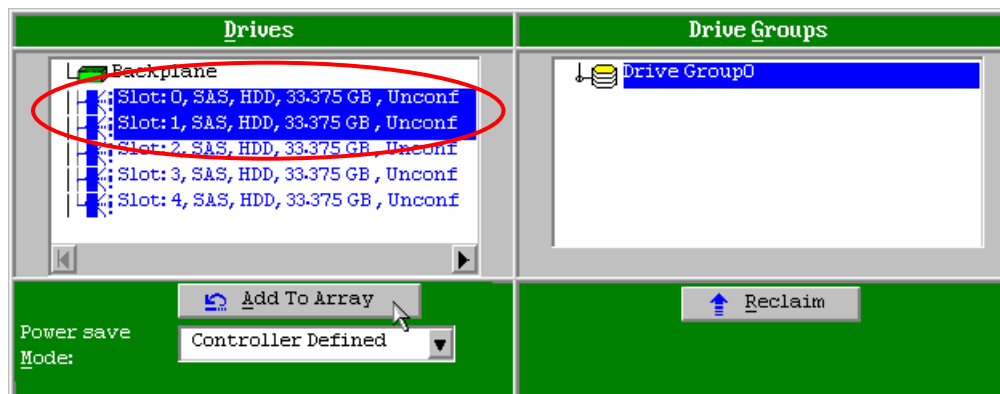 Drives
Drive Groups
Backplane
Slot: 0, SAS, HDD, 33.375 GB , Unconf
Slot: 1, SAS, HDD, 33.375 GB , Unconf
Slot: 2, SAS, HDD, 33.375 GB , Unconf
Slot: 3, SAS, HDD, 33.375 GB , Unconf
Slot: 4, SAS, HDD, 33.375 GB , Unconf
Drive Group0
Add To Array
Reclaim
Power save
Mode:
Controller Defined